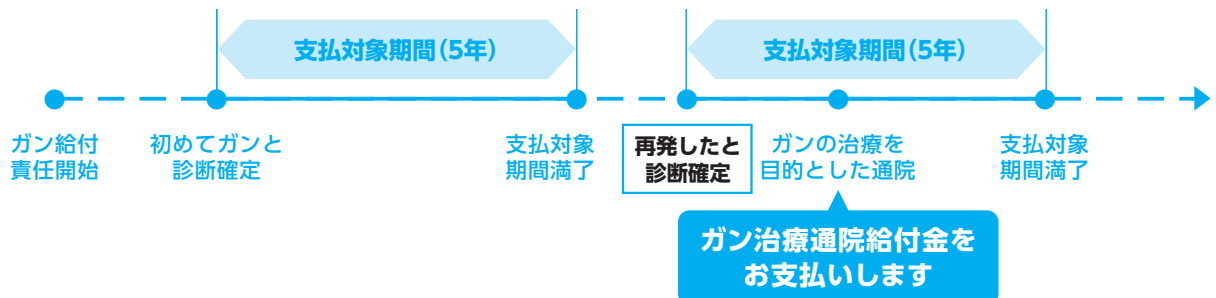 支払対象期間(5年)
支払対象期間(5年)
ガン給付
責任開始
初めてガンと
診断確定
支払対象
期間満了
再発したと
診断確定
ガンの治療を
目的とした通院
支払対象
期間満了
ガン治療通院給付金を
お支払いします